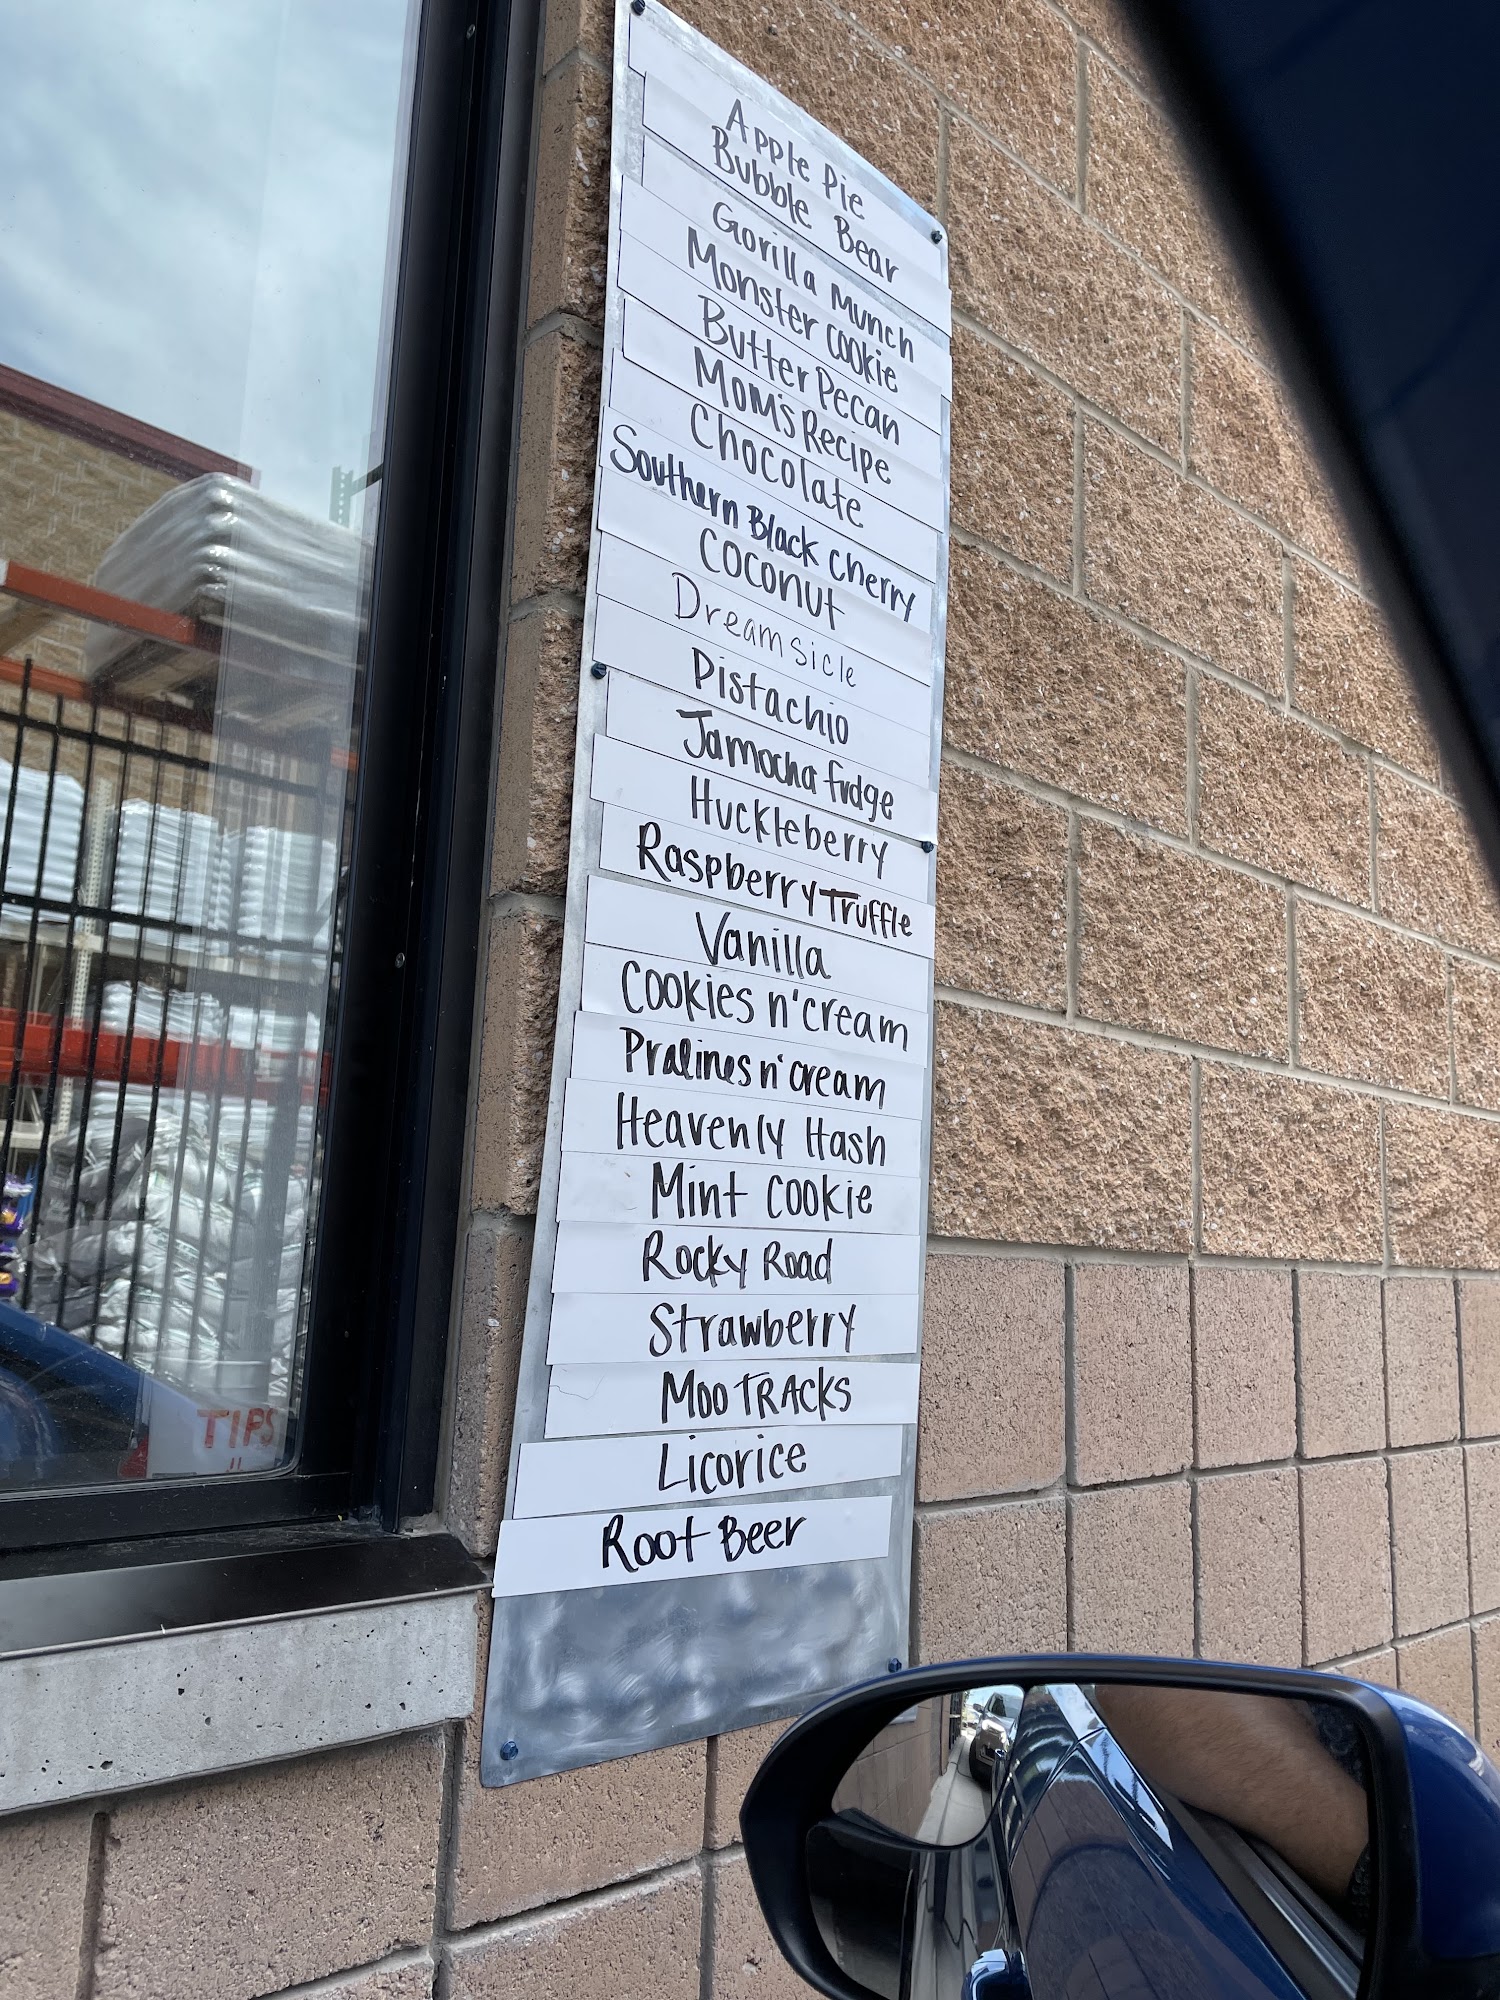 Apple Pie
Bubble Bear
Gorilla Munch
Monster Cookie
Butter Pecan
Mom's Recipe
Chocolate
Southern Black Cherry
Coconut
Dreamsicle
Pistachio
Jamocha fudge
Huckleberry
Raspberry Truffle
Vanilla
Cookies n' cream
Pralines n' cream
Heavenly Hash
Mint Cookie
Rocky Road
Strawberry
Moo TRACKS
Licorice
Root Beer
TIPS